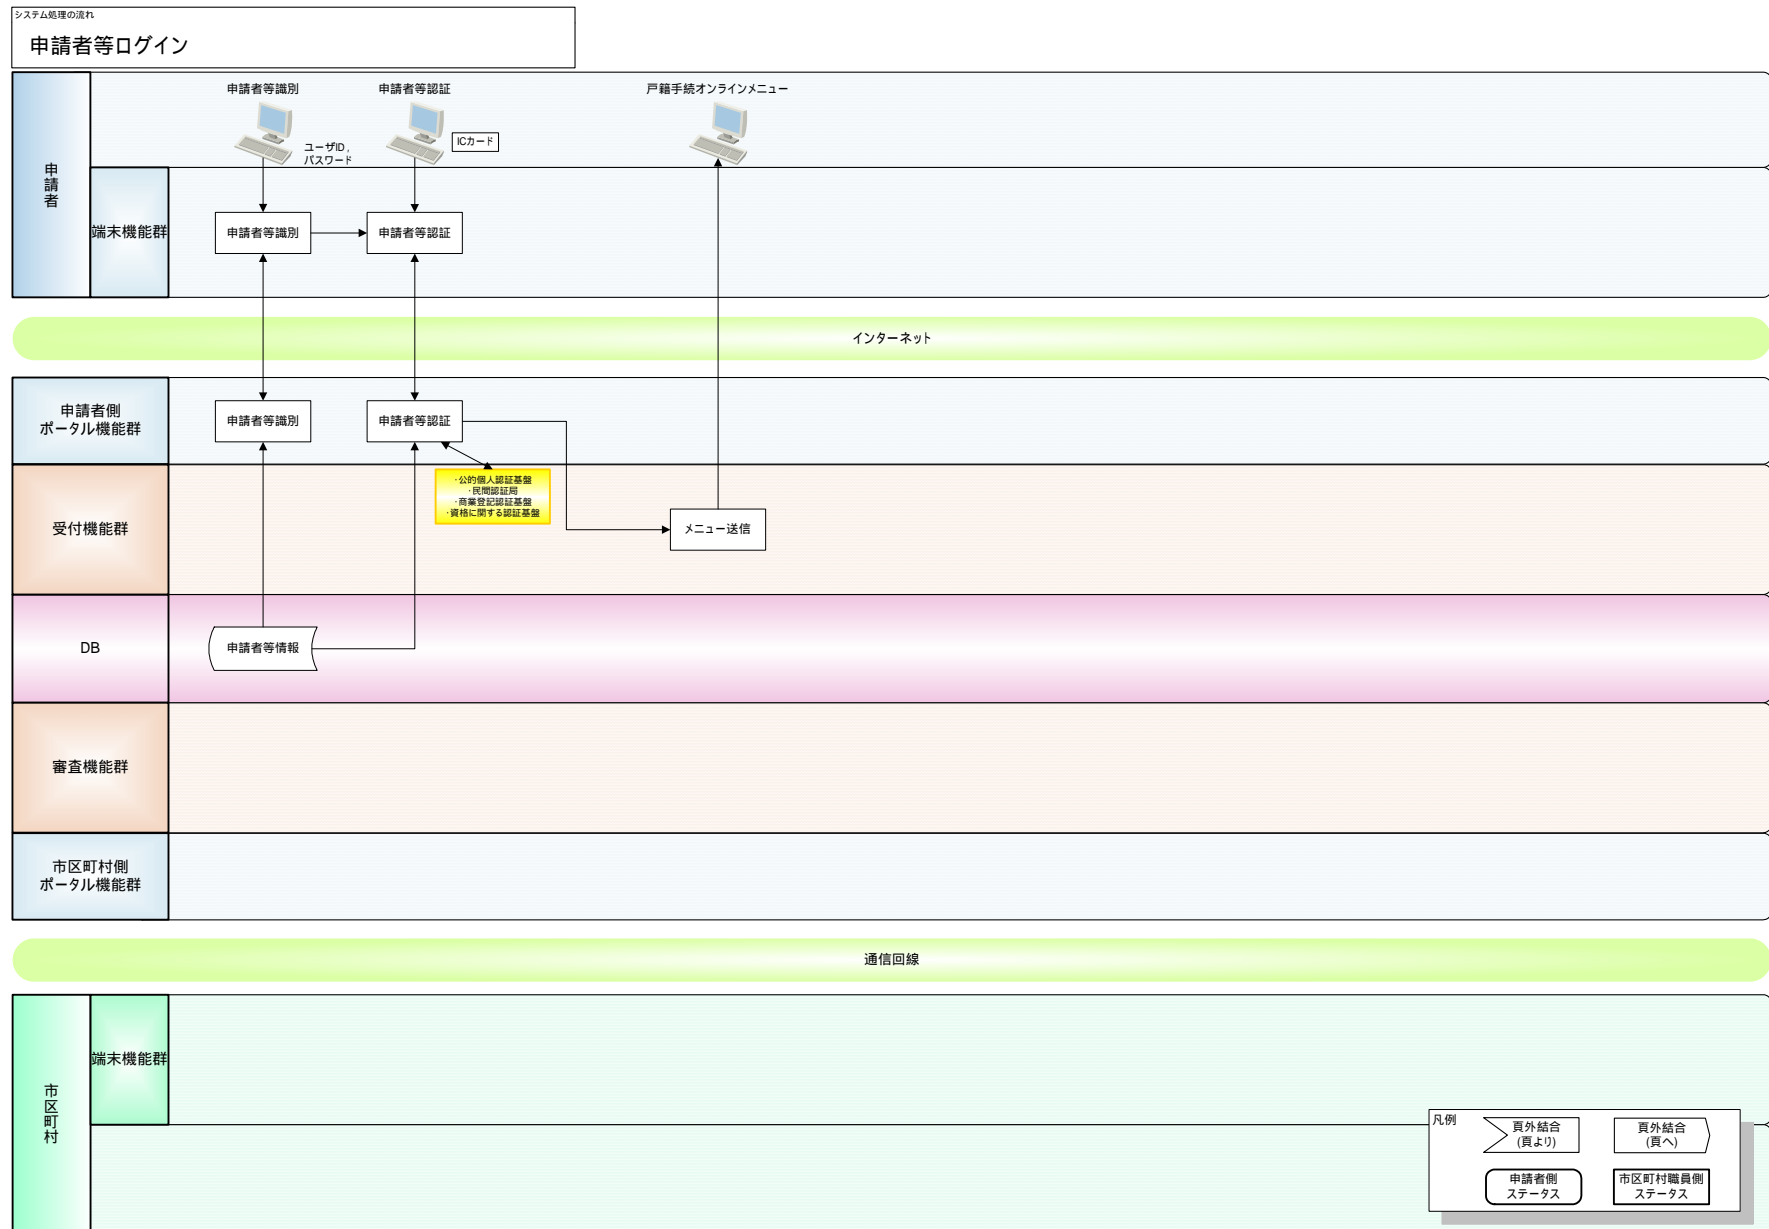 システム処理の流れ
申請者等ログイン
申請者等識別
申請者等認証
戸籍手続オンラインメニュー
ユーザID,
パスワード
ICカード
申請者
端末機能群
申請者等識別
申請者等認証
インターネット
申請者側
ポータル機能群
申請者等識別
申請者等認証
・公的個人認証基盤
・民間認証局
・商業登記認証基盤
・資格に関する認証基盤
受付機能群
メニュー送信
DB
申請者等情報
審査機能群
市区町村側
ポータル機能群
通信回線
市区町村
端末機能群
凡例
頁外結合
(頁より)
頁外結合
(頁へ)
申請者側
ステータス
市区町村職員側
ステータス